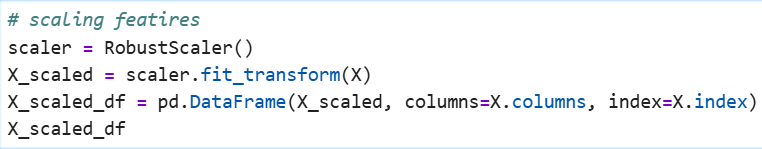 # scaling featires
scaler = RobustScaler()
X_scaled = scaler.fit_transform(X)
X_scaled_df = pd.DataFrame(X_scaled, columns=X.columns, index=X.index)
X_scaled_df